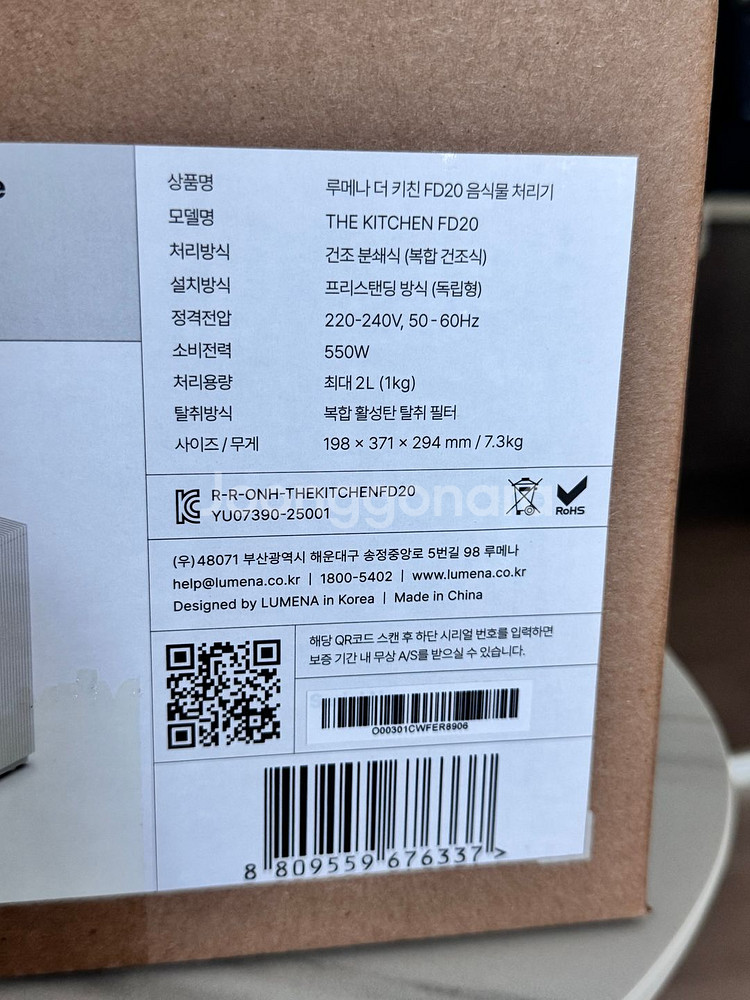 e
상품명 루메나 더 키친 FD20 음식물 처리기
모델명 THE KITCHEN FD20
처리방식 건조 분쇄식 (복합 건조식)
설치방식 프리스탠딩 방식 (독립형)
정격전압 220-240V, 50-60Hz
소비전력 550W
처리용량 최대 2L (1kg)
탈취방식 복합 활성탄 탈취 필터
사이즈 / 무게 198 × 371 × 294 mm / 7.3kg
Joonggonara
R-R-ONH-THEKITCHENFD20
YU07390-25001
RoHS
(우)48071 부산광역시 해운대구 송정중앙로 5번길 98 루메나
help@lumena.co.kr | 1800-5402 | www.lumena.co.kr
Designed by LUMENA in Korea | Made in China
해당 QR코드 스캔 후 하단 시리얼 번호를 입력하면
보증 기간 내 무상 A/S를 받으실 수 있습니다.
O00301CWFER8906
8 809559 676337 >